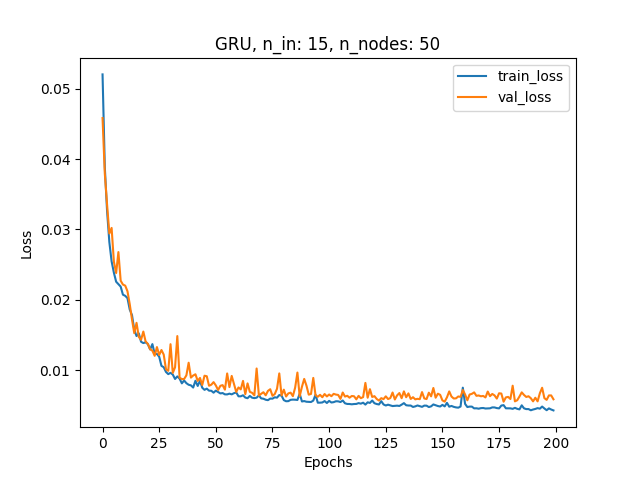 GRU, n_in: 15, n_nodes: 50
train_loss
val_loss
0.05
0.04
0.03
0.02
0.01
Loss
0 25 50 75 100 125 150 175 200
Epochs